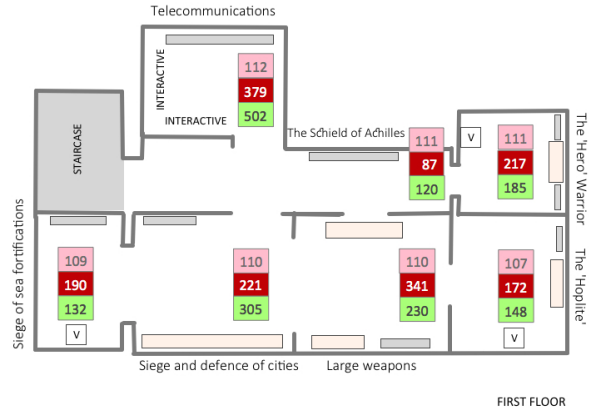 Telecommunications
INTERACTIVE
INTERACTIVE
112
379
502
STAIRCASE
The Schield of Achilles
111
87
120
V
111
217
185
The 'Hero' Warrior
Siege of sea fortifications
109
190
132
V
110
221
305
110
341
230
107
172
148
V
The 'Hoplite'
Siege and defence of cities
Large weapons
FIRST FLOOR